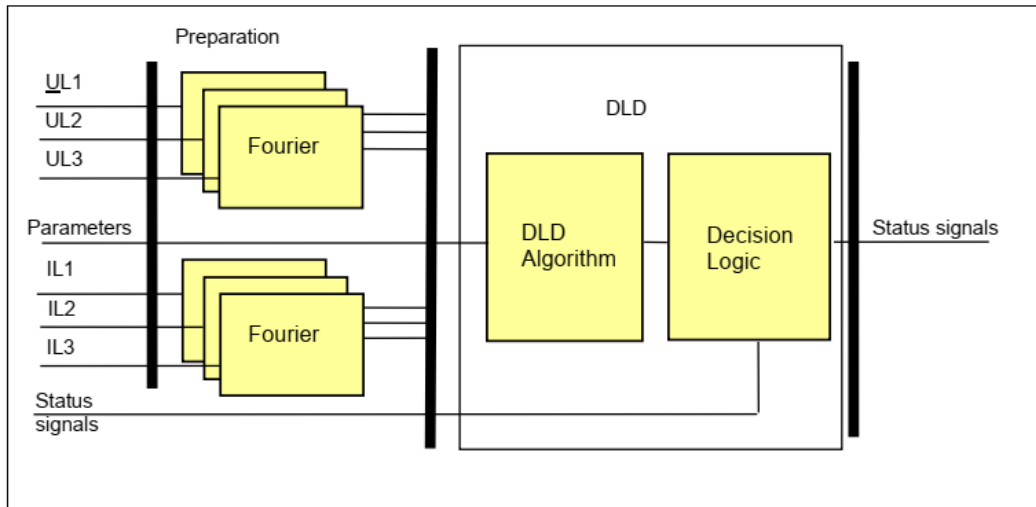 Preparation
UL1
UL2
UL3
Fourier
DLD
Parameters
DLD
Algorithm
Decision
Logic
Status signals
IL1
IL2
IL3
Fourier
Status
signals